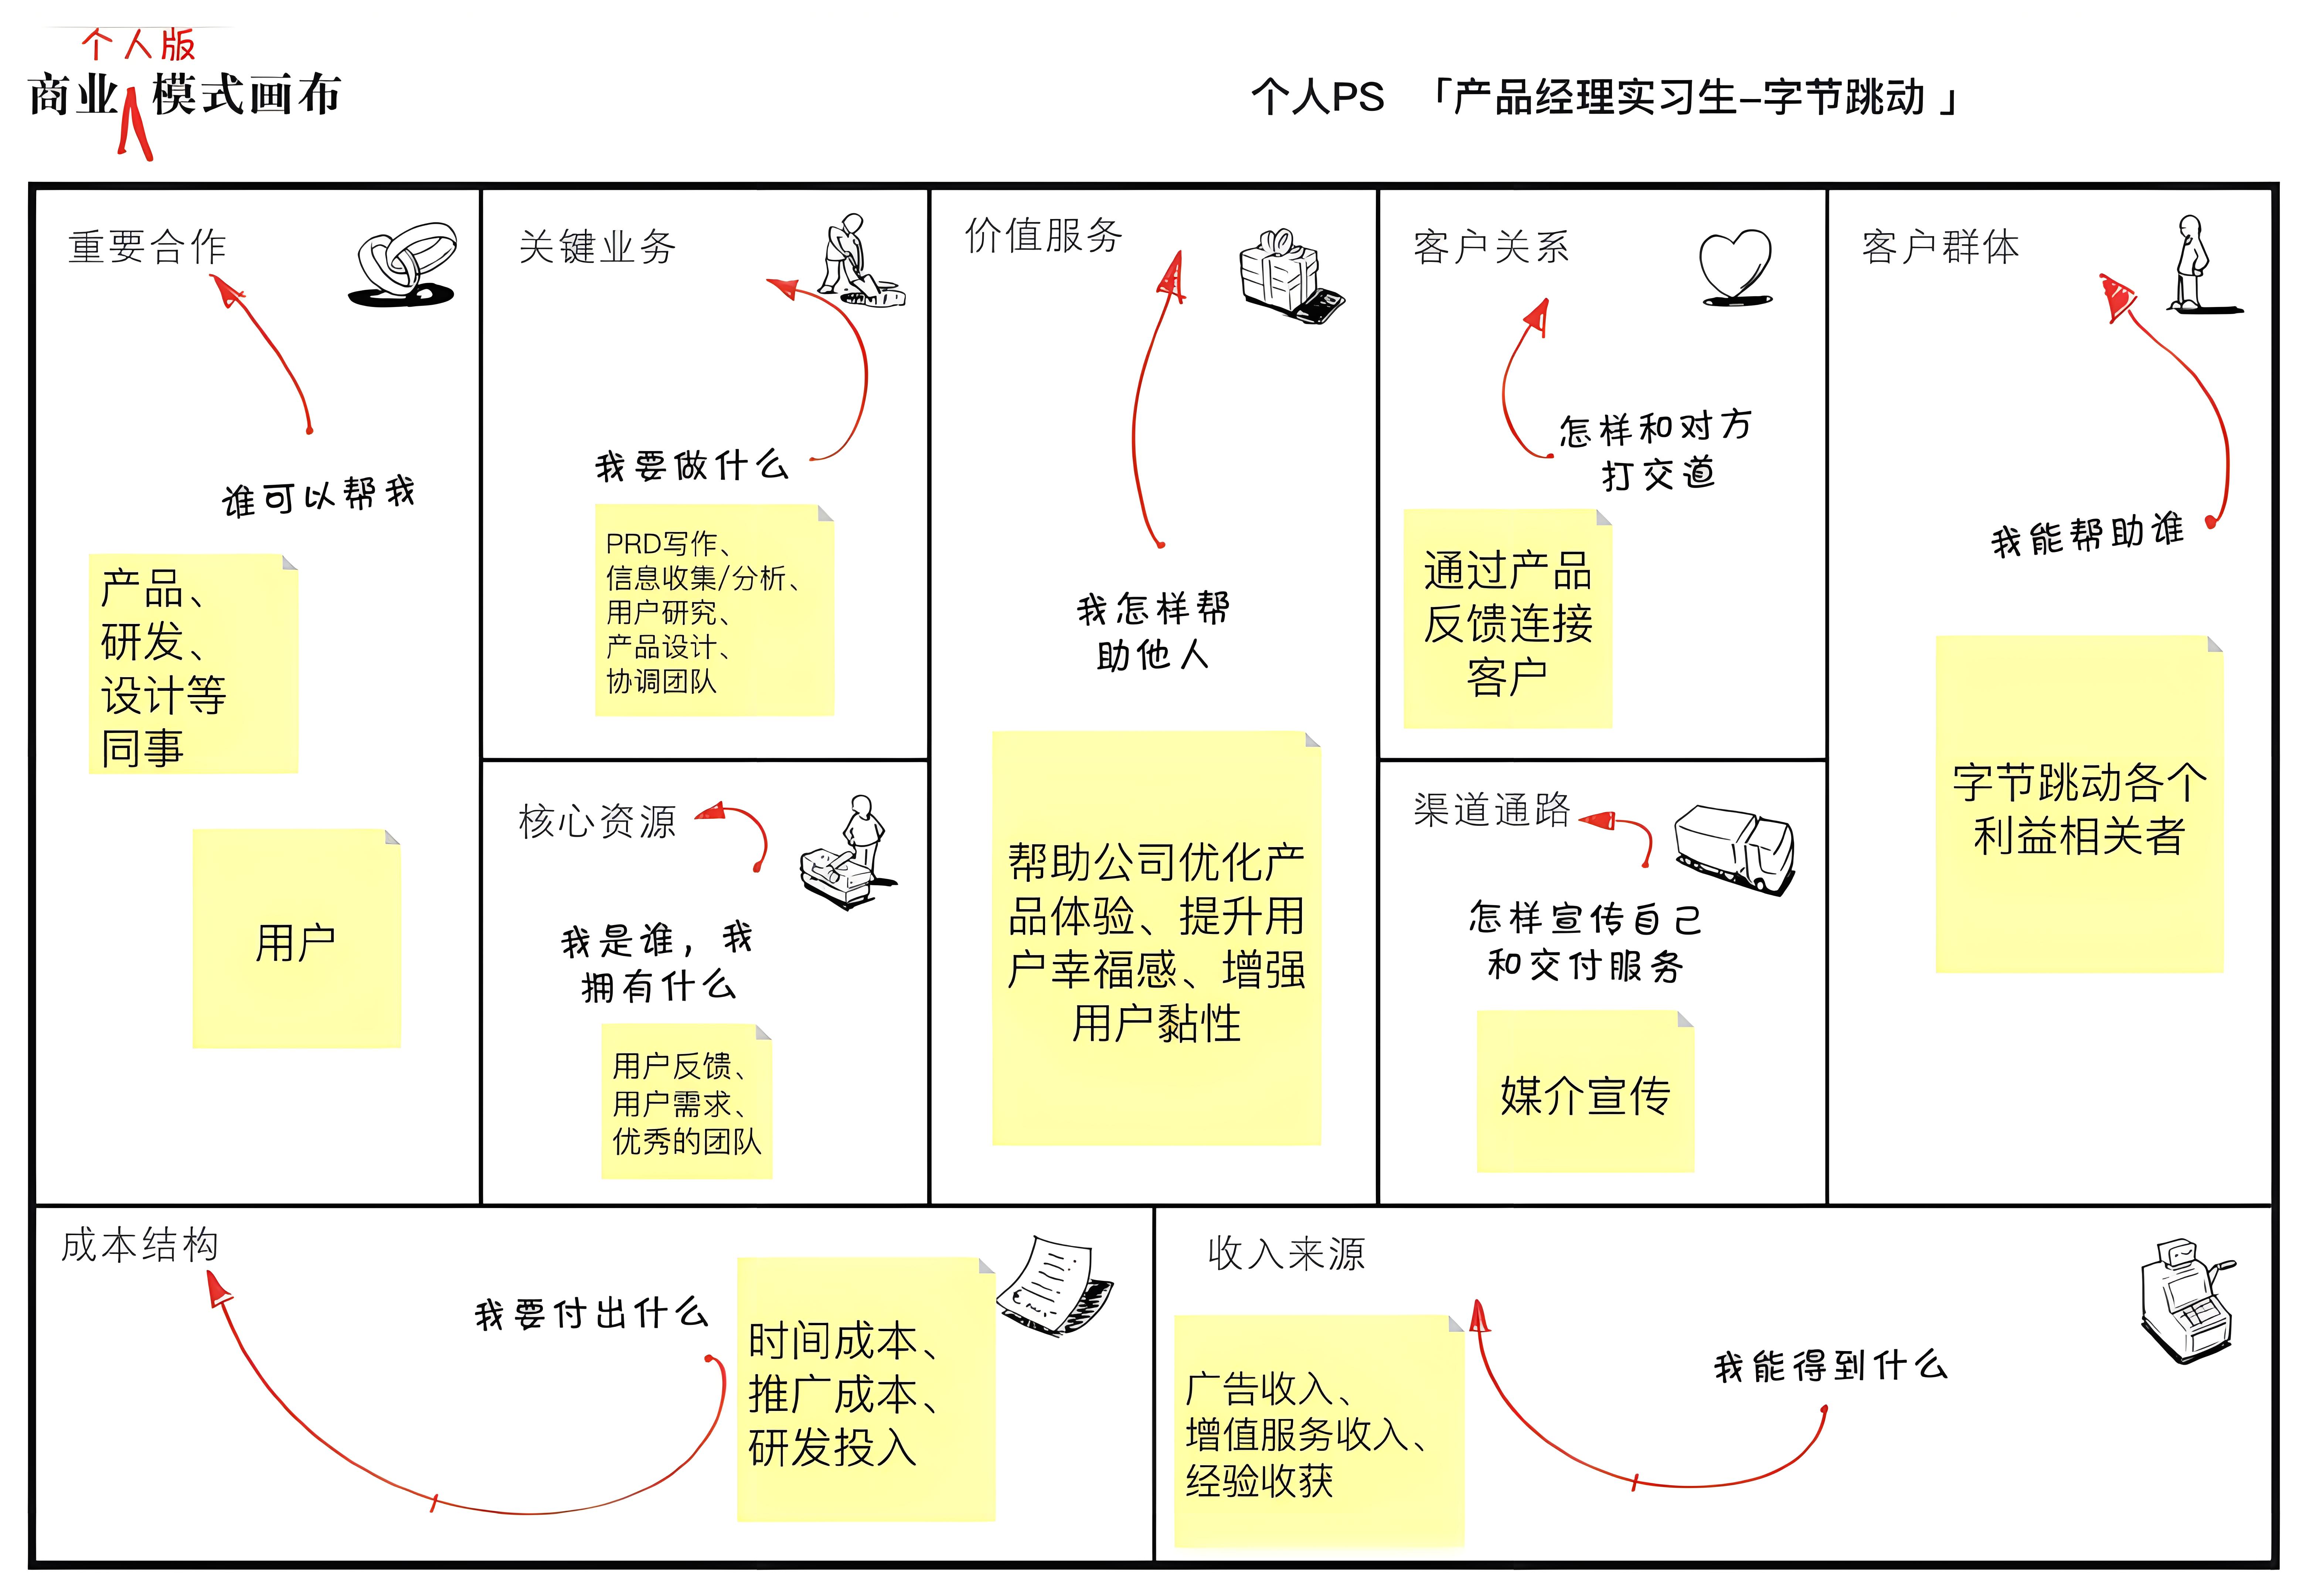 个人版
商业 模式画布
个人PS 「产品经理实习生–字节跳动 」
重要合作
谁可以帮我
产品、
研发、
设计等
同事
用户
关键业务
我要做什么
PRD写作、
信息收集/分析、
用户研究、
产品设计、
协调团队
核心资源
我是谁，我
拥有什么
用户反馈、
用户需求、
优秀的团队
价值服务
我怎样帮
助他人
帮助公司优化产
品体验、提升用
户幸福感、增强
用户黏性
客户关系
怎样和对方
打交道
通过产品
反馈连接
客户
渠道通路
怎样宣传自己
和交付服务
媒介宣传
客户群体
我能帮助谁
字节跳动各个
利益相关者
成本结构
我要付出什么
时间成本、
推广成本、
研发投入
收入来源
我能得到什么
广告收入、
增值服务收入、
经验收获